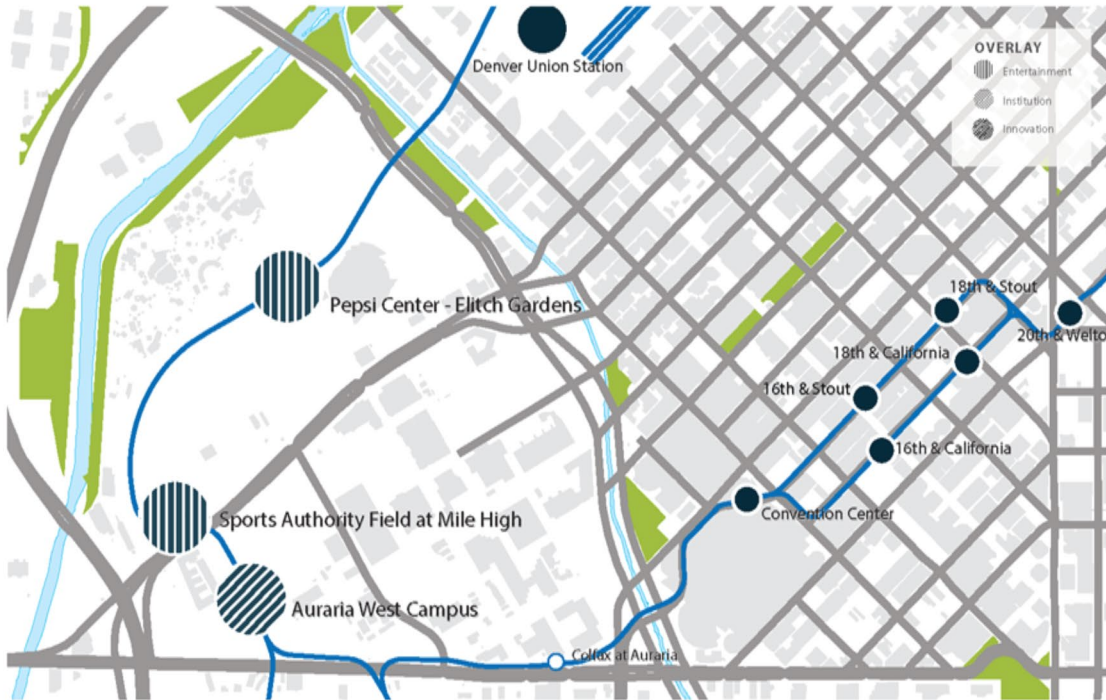 Denver Union Station
OVERLAY
Entertainment
Institution
Innovation
18th & Stout
Pepsi Center - Elitch Gardens
20th & Welto
18th & California
16th & Stout
16th & California
Convention Center
Sports Authority Field at Mile High
Auraria West Campus
Colfax at Auraria